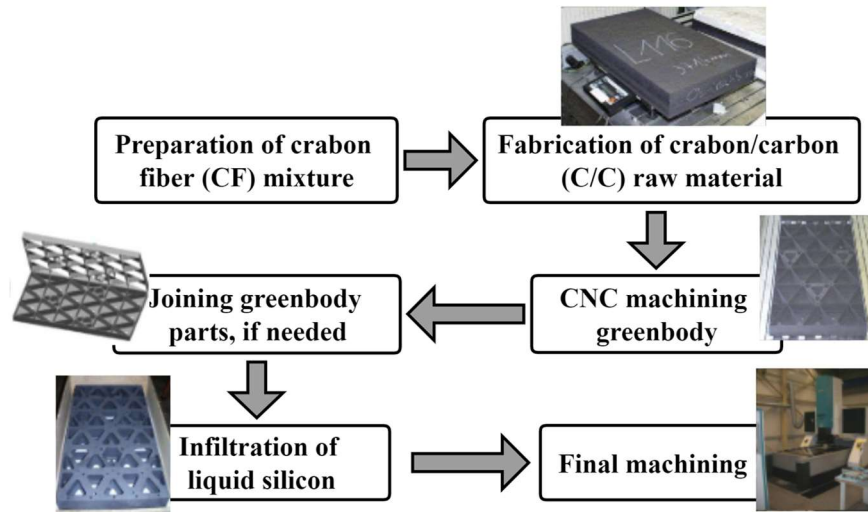 Preparation of crabon
fiber (CF) mixture
L116
Fabrication of crabon/carbon
(C/C) raw material
CNC machining
greenbody
Joining greenbody
parts, if needed
Infiltration of
liquid silicon
Final machining